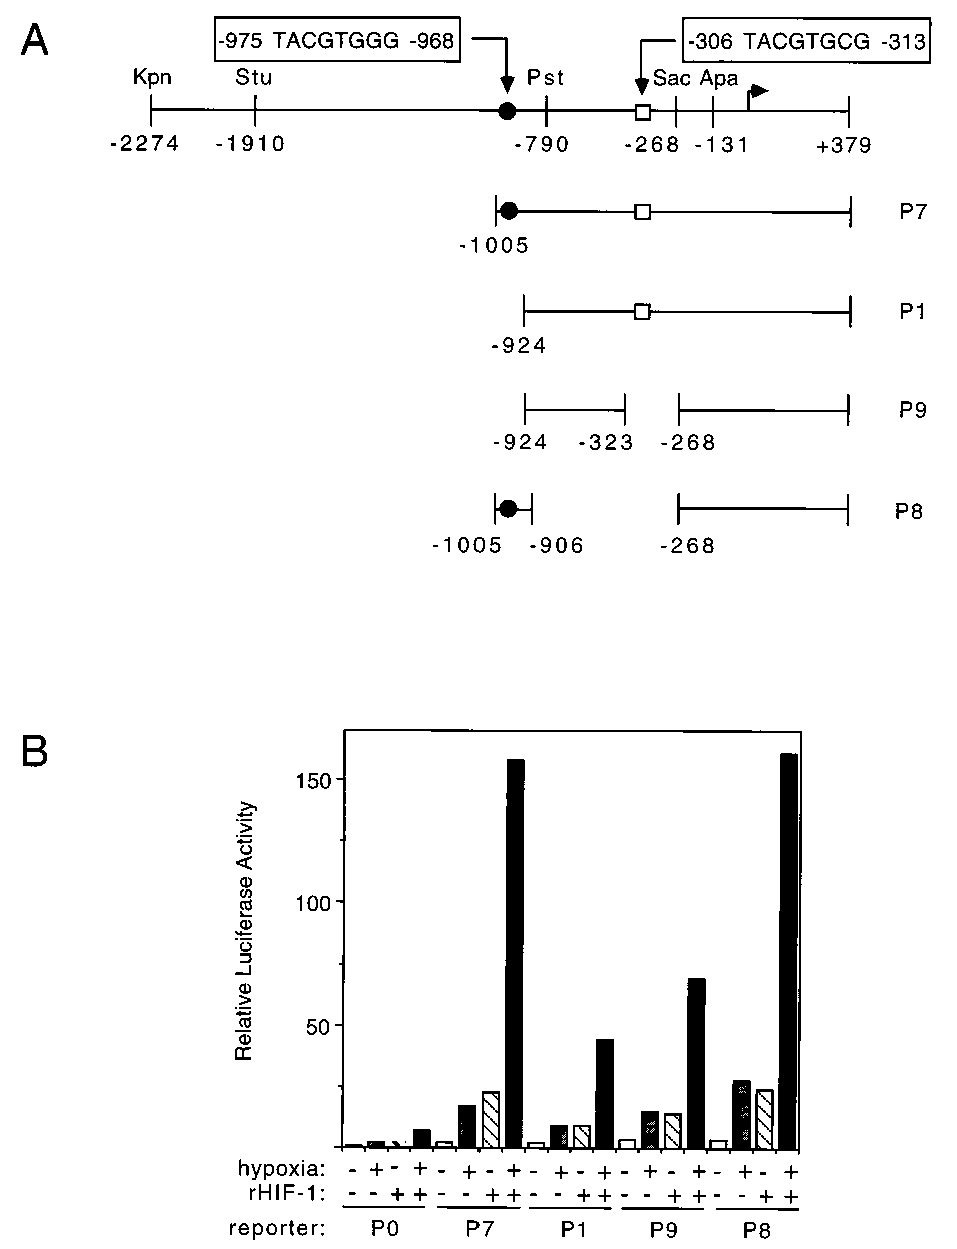 A
-975 TACGTGGG -968
-306 TACGTGCG -313
Kpn Stu Pst Sac Apa
-2274 -1910 -790 -268 -131 +379
P7
-1005
P1
-924
P9
-924 -323 -268
P8
-1005 -906 -268
B
Relative Luciferase Activity
150
100
50
hypoxia: - + - + - + - + - + - + - + - + - + - +
rHIF-1: - - + + - - + + - - + + - - + + - - + +
reporter: P0 P7 P1 P9 P8